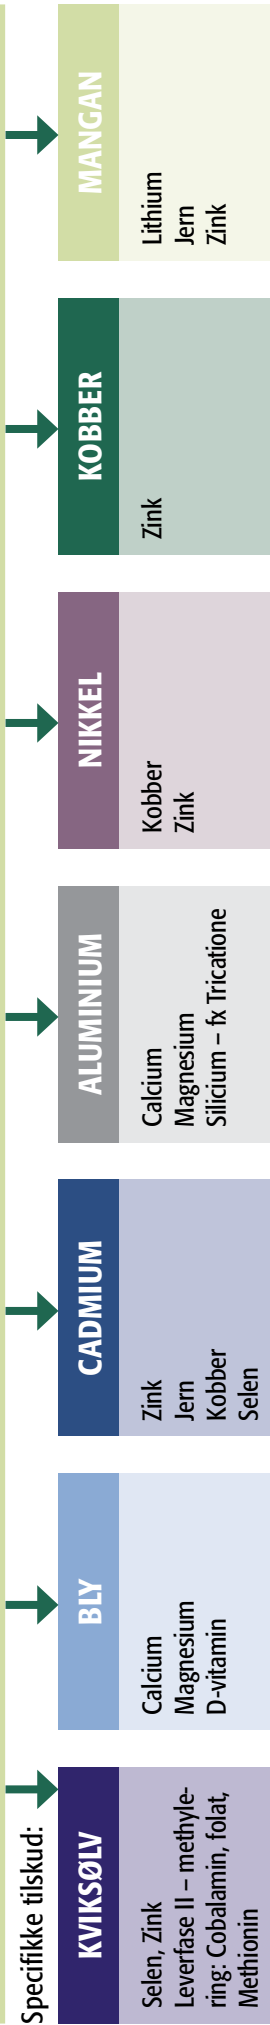 Specifikke tilskud:
KVIKSØLV
Selen, Zink
Leverfase II – methyle-
ring: Cobalamin, folat,
Methionin
BLY
Calcium
Magnesium
D-vitamin
CADMIUM
Zink
Jern
Kobber
Selen
ALUMINIUM
Calcium
Magnesium
Silicium – fx Tricatione
NIKKEL
Kobber
Zink
KOBBER
Zink
MANGAN
Lithium
Jern
Zink